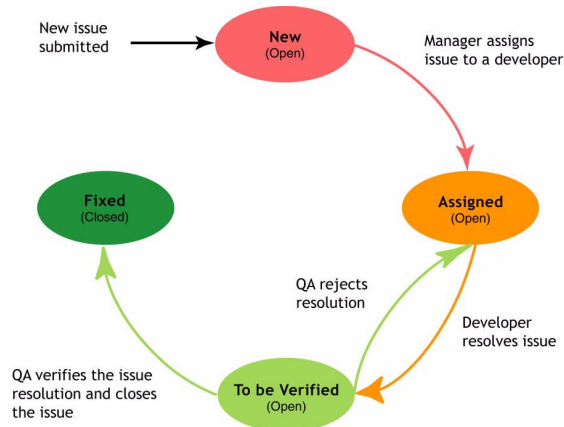 New issue
submitted
New
(Open)
Manager assigns
issue to a developer
Fixed
(Closed)
Assigned
(Open)
QA rejects
resolution
Developer
resolves issue
QA verifies the issue
resolution and closes
the issue
To be Verified
(Open)